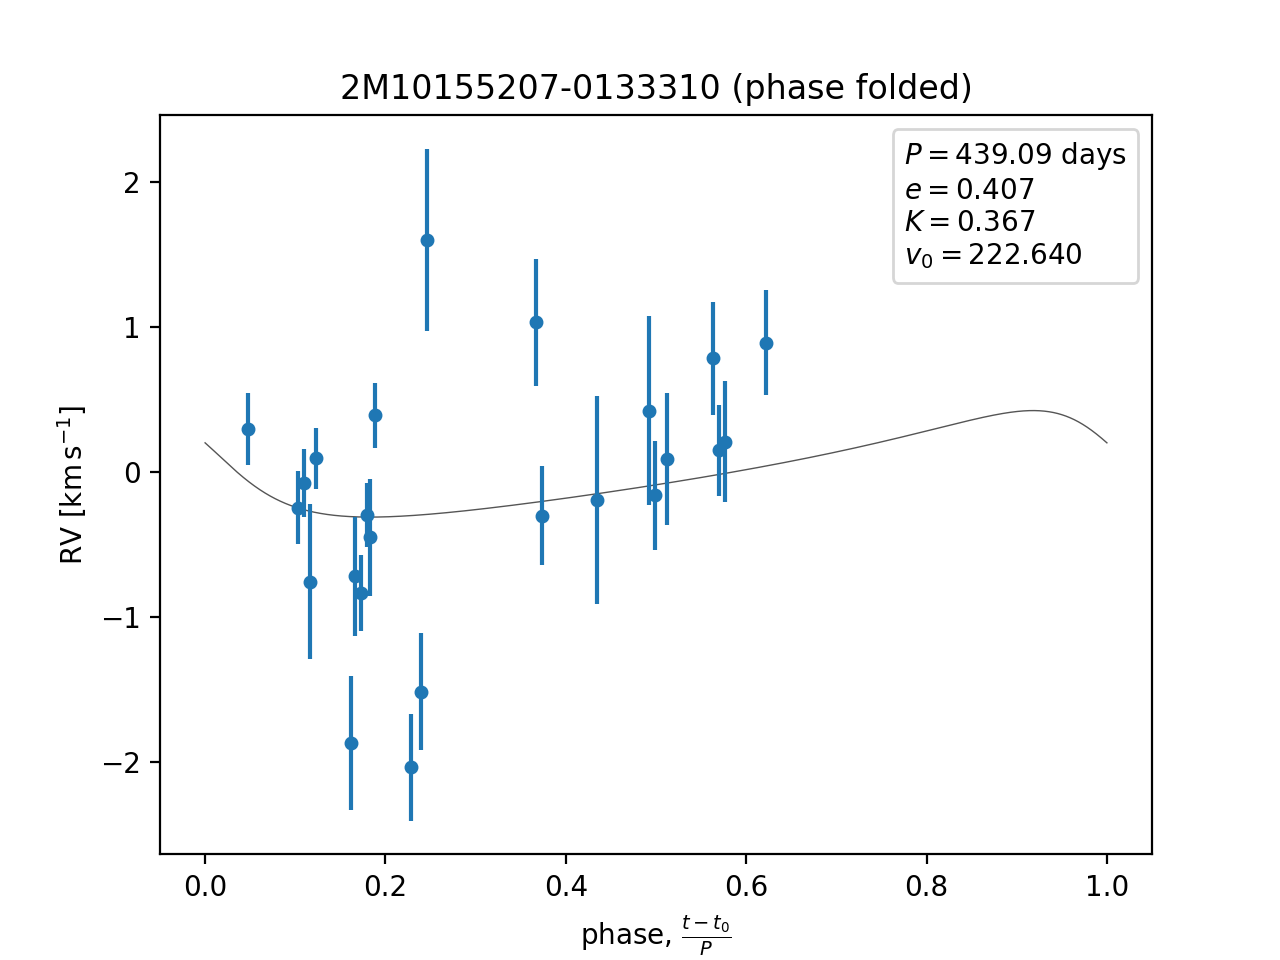 2M10155207-0133310 (phase folded)
P = 439.09 days
e = 0.407
K = 0.367
v₀ = 222.640
RV [km s⁻¹]
2
1
0
−1
−2
0.0 0.2 0.4 0.6 0.8 1.0
phase, (t − t₀)/P